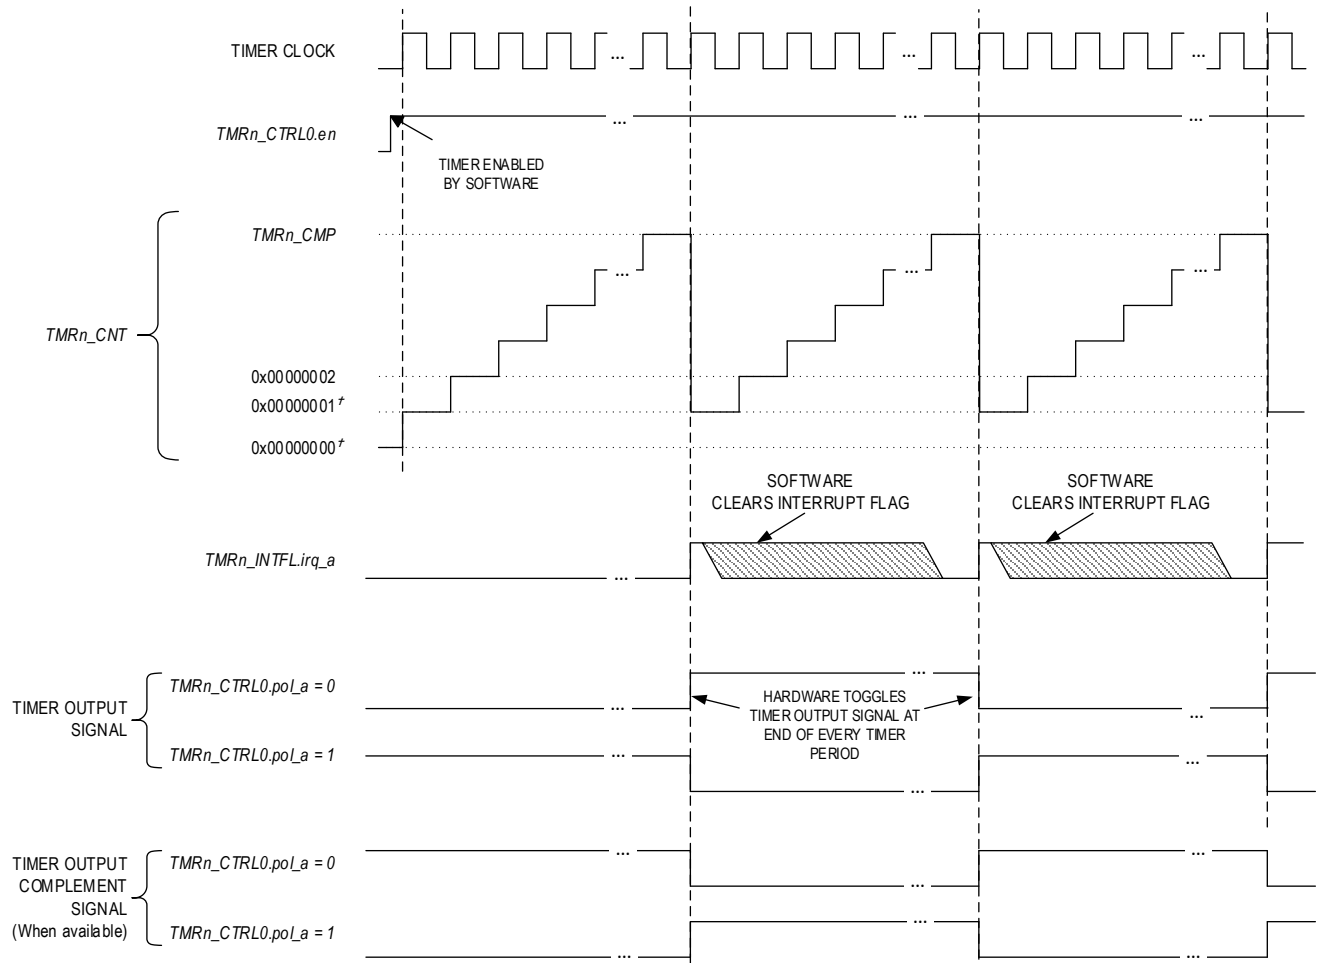 TIMER CLOCK
...
...
...
TMRn_CTRL0.en
...
...
...
TIMER ENABLED
BY SOFTWARE
TMRn_CMP
...
...
...
TMRn_CNT
0x00000002
0x00000001†
0x00000000†
SOFTWARE
CLEARS INTERRUPT FLAG
SOFTWARE
CLEARS INTERRUPT FLAG
TMRn_INTFL.irq_a
...
TIMER OUTPUT
SIGNAL
TMRn_CTRL0.pol_a = 0
...
...
...
HARDWARE TOGGLES
TIMER OUTPUT SIGNAL AT
END OF EVERY TIMER
PERIOD
TMRn_CTRL0.pol_a = 1
...
...
...
TIMER OUTPUT
COMPLEMENT
SIGNAL
(When available)
TMRn_CTRL0.pol_a = 0
...
...
...
TMRn_CTRL0.pol_a = 1
...
...
...